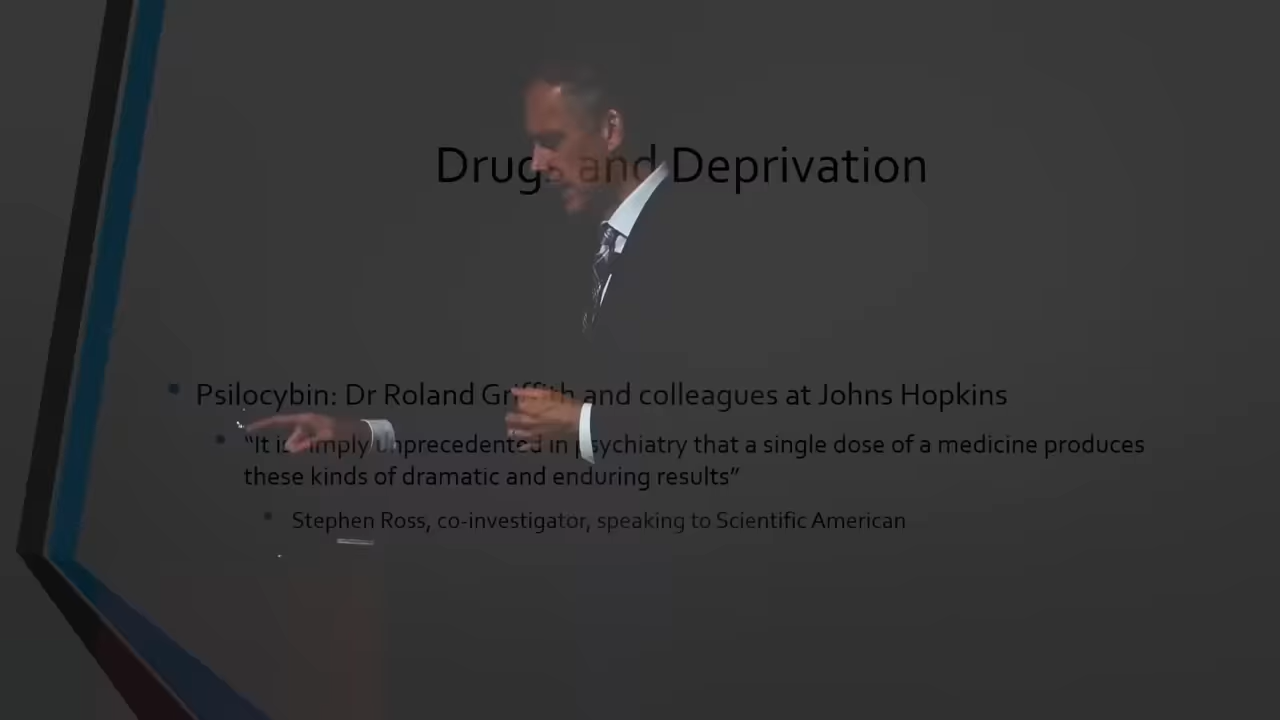 Drugs and Deprivation
Psilocybin: Dr Roland Griffith and colleagues at Johns Hopkins
“It is simply unprecedented in psychiatry that a single dose of a medicine produces
these kinds of dramatic and enduring results”
Stephen Ross, co-investigator, speaking to Scientific American